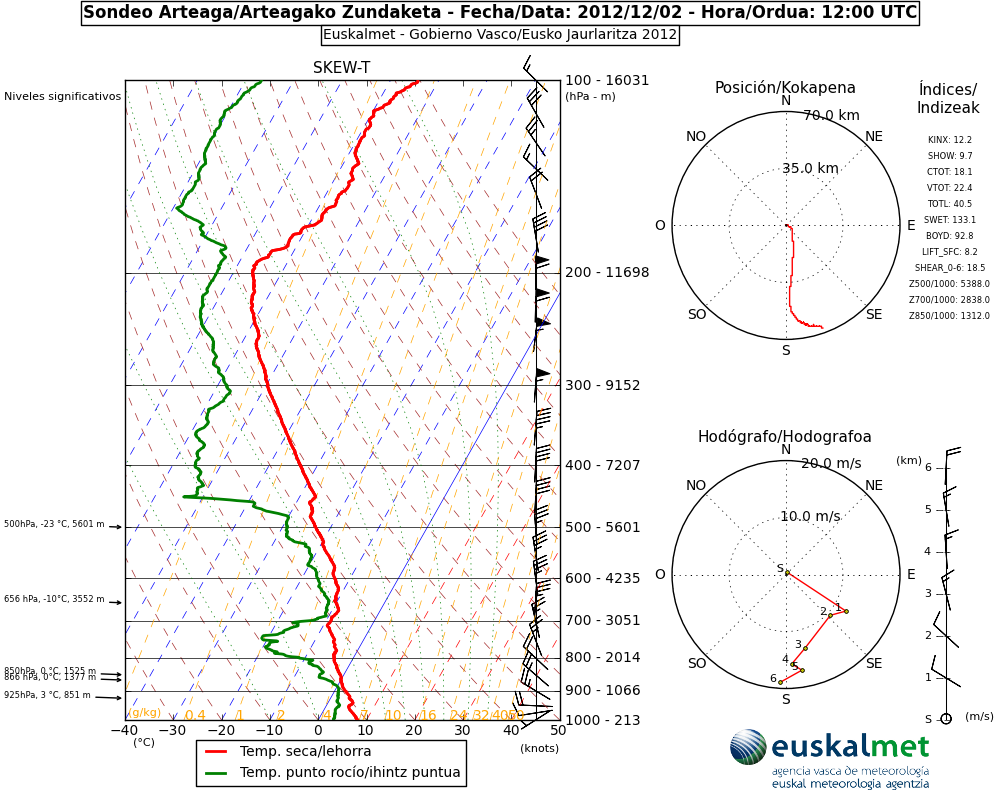 Sondeo Arteaga/Arteagako Zundaketa - Fecha/Data: 2012/12/02 - Hora/Ordua: 12:00 UTC
Euskalmet - Gobierno Vasco/Eusko Jaurlaritza 2012
SKEW-T
Niveles significativos
100 - 16031
(hPa - m)
200 - 11698
300 - 9152
400 - 7207
500 - 5601
600 - 4235
700 - 3051
800 - 2014
900 - 1066
1000 - 213
500hPa, -23 °C, 5601 m
656 hPa, -10°C, 3552 m
850hPa, 0 °C, 1525 m
866 hPa, 0°C, 1377 m
925hPa, 3 °C, 851 m
(g/kg) 0.4 1 2 4 7 10 16 24 32 40
−40 −30 −20 −10 0 10 20 30 40 50
(°C)
(knots)
Temp. seca/lehorra
Temp. punto rocío/ihintz puntua
Posición/Kokapena
N
70.0 km
NO
NE
35.0 km
O
E
SO
SE
S
Índices/
Indizeak
KINX: 12.2
SHOW: 9.7
CTOT: 18.1
VTOT: 22.4
TOTL: 40.5
SWET: 133.1
BOYD: 92.8
LIFT_SFC: 8.2
SHEAR_0-6: 18.5
Z500/1000: 5388.0
Z700/1000: 2838.0
Z850/1000: 1312.0
Hodógrafo/Hodografoa
N
20.0 m/s
NO
NE
10.0 m/s
O
E
S
1
2
3
4
5
6
SO
SE
S
(km)
6
5
4
3
2
1
S
(m/s)
euskalmet
agencia vasca de meteorología
euskal meteorologia agentzia